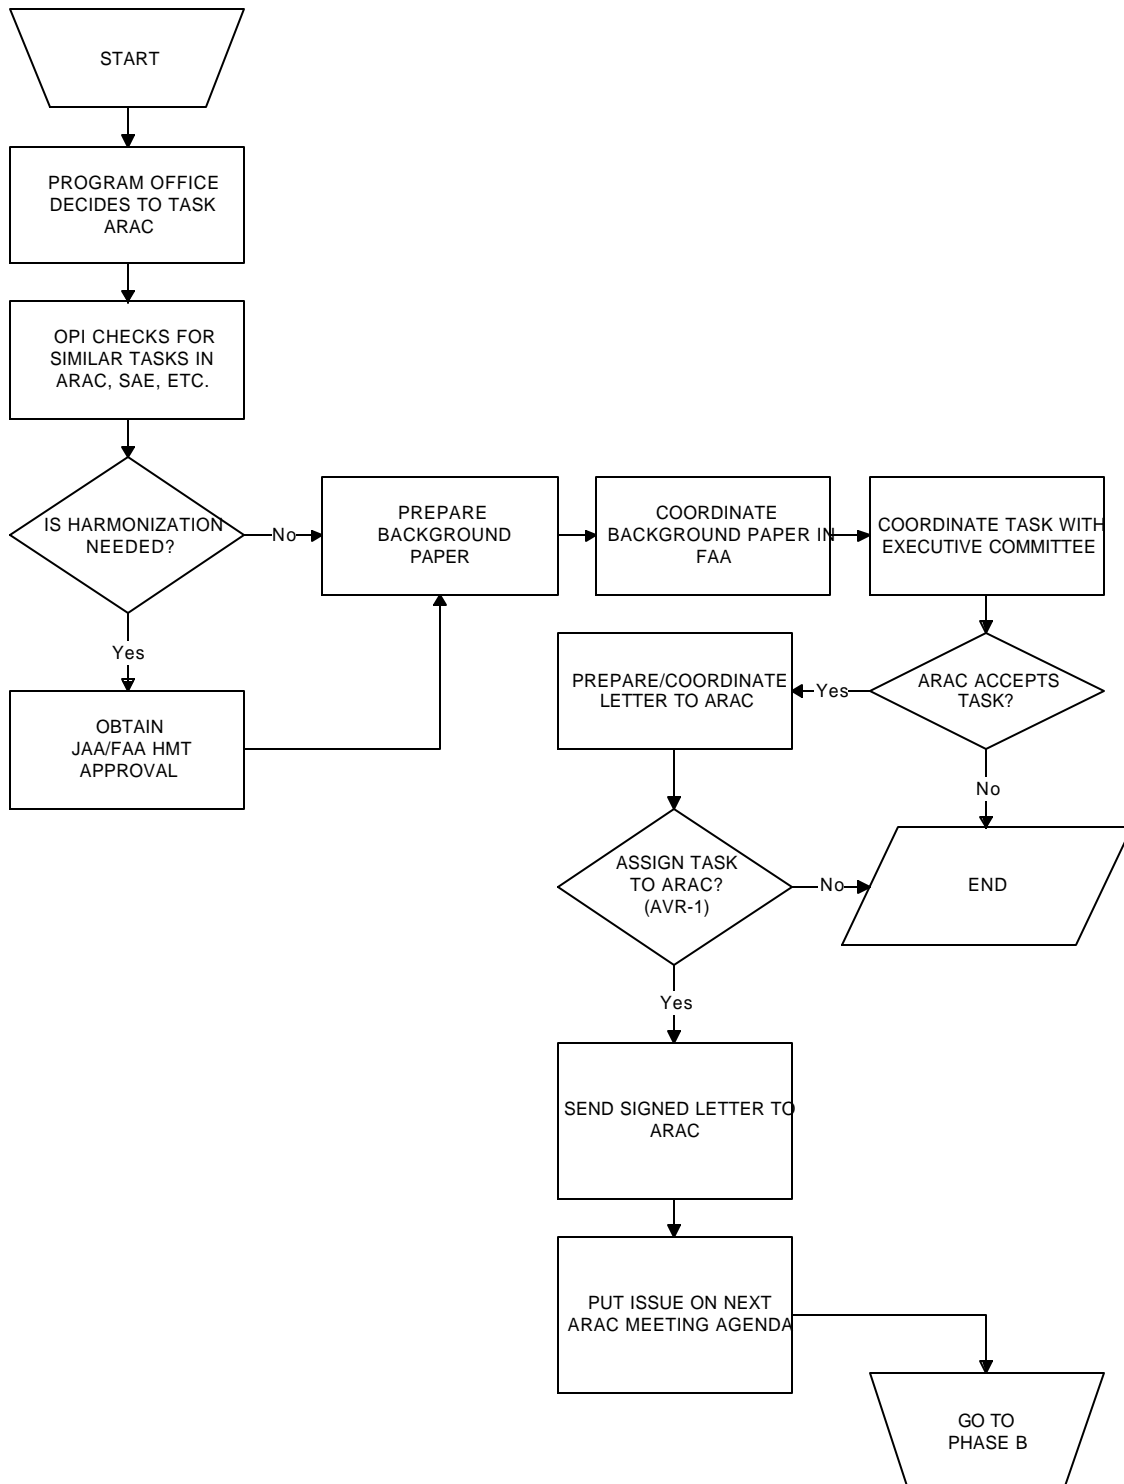 START
PROGRAM OFFICE
DECIDES TO TASK
ARAC
OPI CHECKS FOR
SIMILAR TASKS IN
ARAC, SAE, ETC.
IS HARMONIZATION
NEEDED?
No
Yes
OBTAIN
JAA/FAA HMT
APPROVAL
PREPARE
BACKGROUND
PAPER
COORDINATE
BACKGROUND PAPER IN
FAA
COORDINATE TASK WITH
EXECUTIVE COMMITTEE
ARAC ACCEPTS
TASK?
Yes
No
PREPARE/COORDINATE
LETTER TO ARAC
ASSIGN TASK
TO ARAC?
(AVR-1)
No
END
Yes
SEND SIGNED LETTER TO
ARAC
PUT ISSUE ON NEXT
ARAC MEETING AGENDA
GO TO
PHASE B